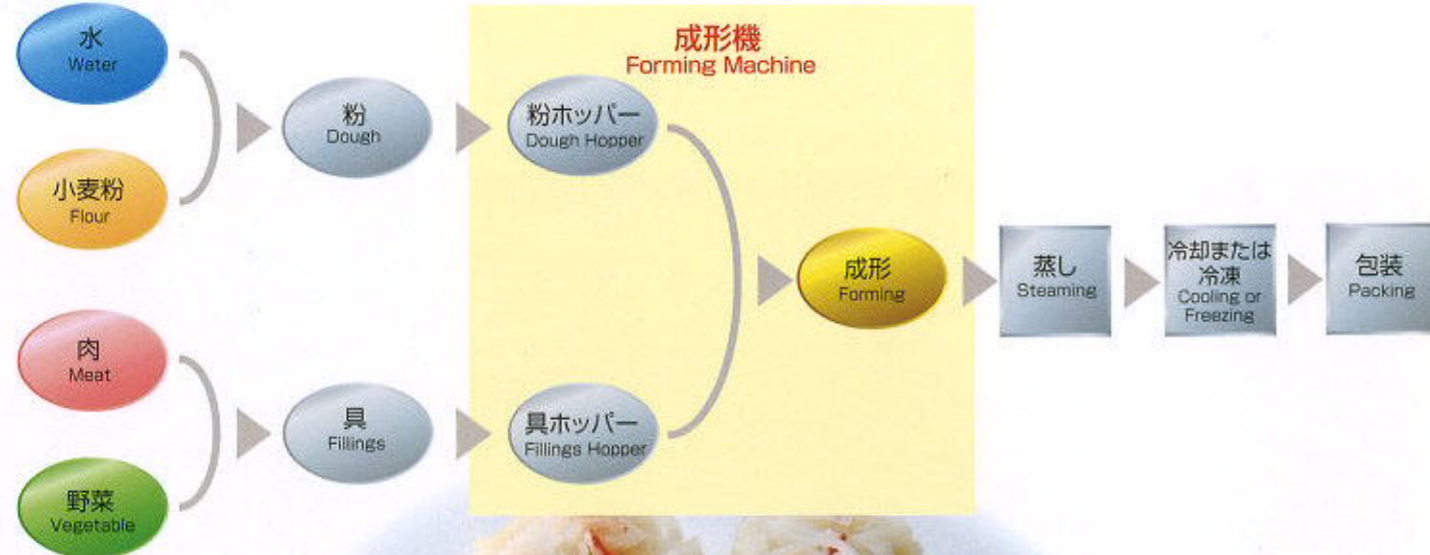 成形機
Forming Machine
水
Water
小麦粉
Flour
粉
Dough
粉ホッパー
Dough Hopper
肉
Meat
野菜
Vegetable
具
Fillings
具ホッパー
Fillings Hopper
成形
Forming
蒸し
Steaming
冷却または
冷凍
Cooling or
Freezing
包装
Packing